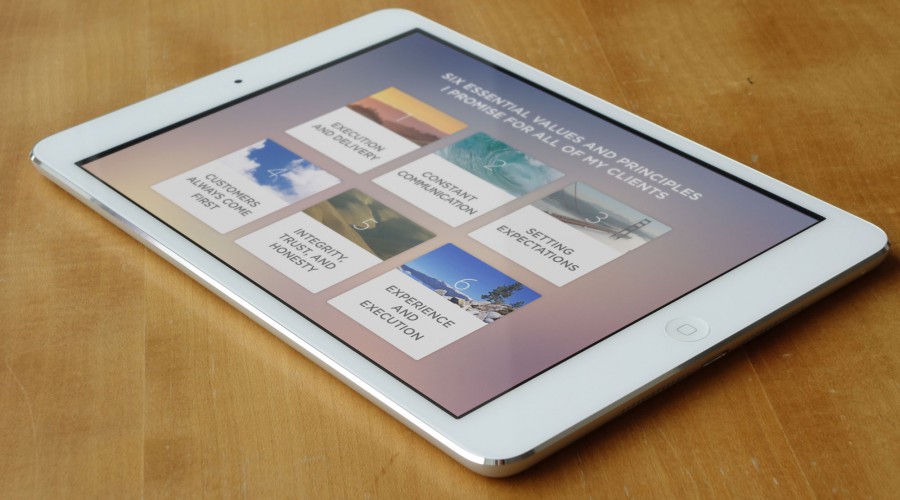 SIX ESSENTIAL VALUES AND PRINCIPLES
I PROMISE FOR ALL OF MY CLIENTS
1
EXECUTION
AND DELIVERY
2
CONSTANT
COMMUNICATION
3
SETTING
EXPECTATIONS
4
CUSTOMERS
ALWAYS COME
FIRST
5
INTEGRITY,
TRUST, AND
HONESTY
6
EXPERIENCE
AND
EXECUTION